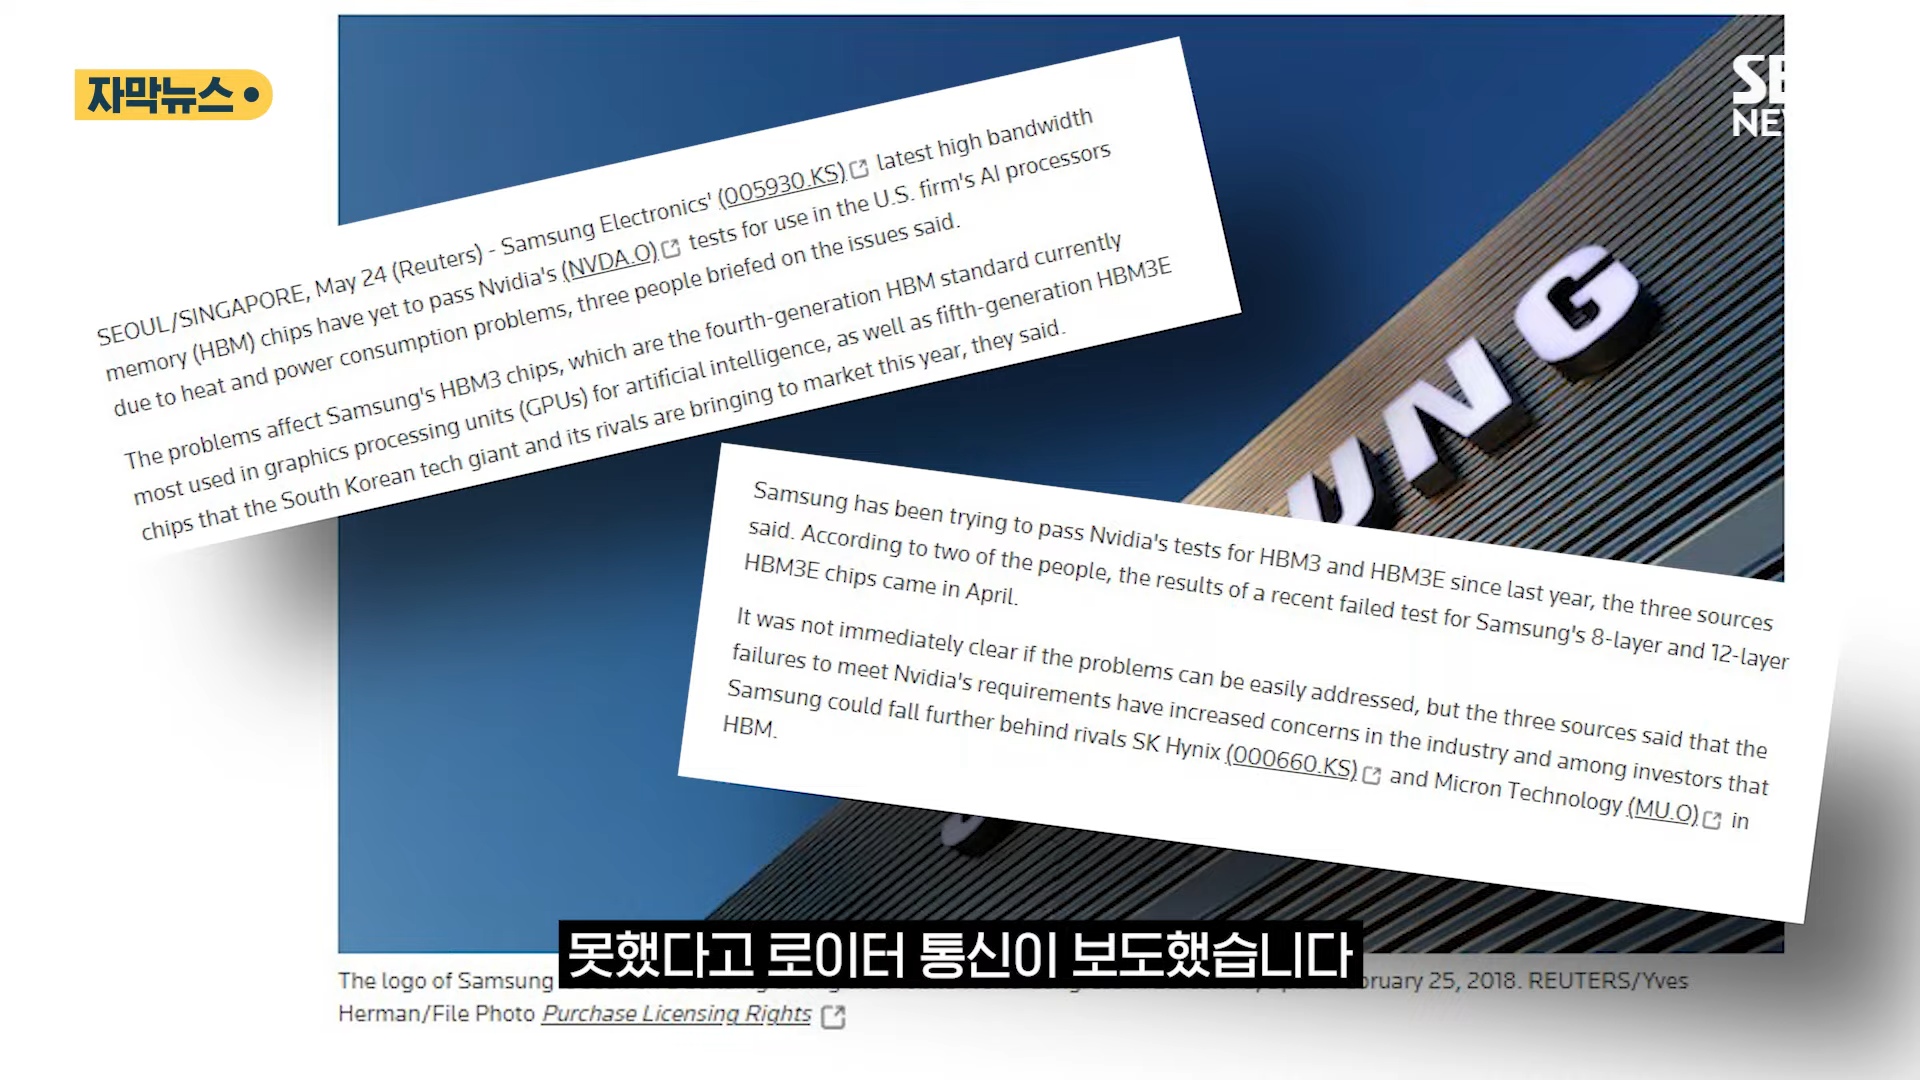 자막뉴스
SEOUL/SINGAPORE, May 24 (Reuters) - Samsung Electronics' (005930.KS) latest high bandwidth
memory (HBM) chips have yet to pass Nvidia's (NVDA.O) tests for use in the U.S. firm's AI processors
due to heat and power consumption problems, three people briefed on the issues said.
The problems affect Samsung's HBM3 chips, which are the fourth-generation HBM standard currently
most used in graphics processing units (GPUs) for artificial intelligence, as well as fifth-generation HBM3E
chips that the South Korean tech giant and its rivals are bringing to market this year, they said.
UNG
Samsung has been trying to pass Nvidia's tests for HBM3 and HBM3E since last year, the three sources
said. According to two of the people, the results of a recent failed test for Samsung's 8-layer and 12-layer
HBM3E chips came in April.
It was not immediately clear if the problems can be easily addressed, but the three sources said that the
failures to meet Nvidia's requirements have increased concerns in the industry and among investors that
Samsung could fall further behind rivals SK Hynix (000660.KS) and Micron Technology (MU.O) in
HBM.
못했다고 로이터 통신이 보도했습니다
The logo of Samsung 25, 2018. REUTERS/Yves
Herman/File Photo Purchase Licensing Rights